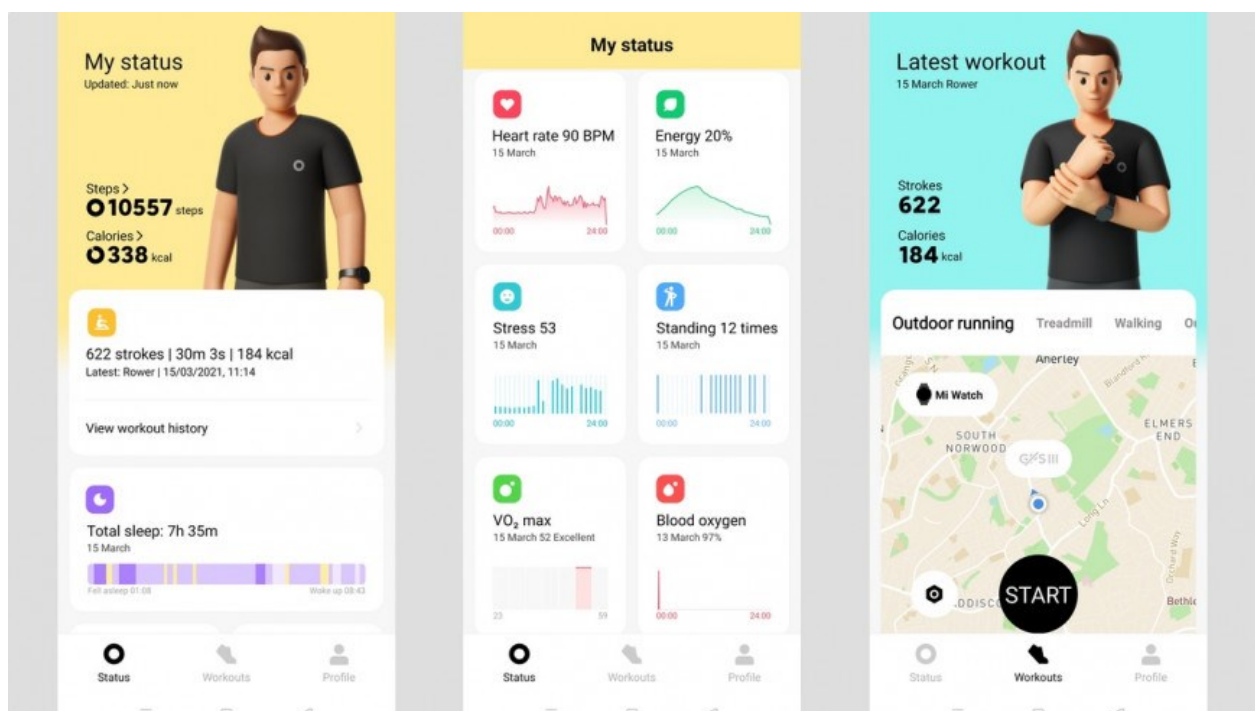 My status
Updated: Just now
Steps >
10557 steps
Calories >
338 kcal
622 strokes | 30m 3s | 184 kcal
Latest: Rower | 15/03/2021, 11:14
View workout history
Total sleep: 7h 35m
15 March
Fell asleep 01:08
Woke up 08:43
Status
Workouts
Profile
My status
Heart rate 90 BPM
15 March
00:00
24:00
Energy 20%
15 March
00:00
24:00
Stress 53
15 March
00:00
24:00
Standing 12 times
15 March
00:00
24:00
VO₂ max
15 March 52 Excellent
23
59
Blood oxygen
13 March 97%
00:00
24:00
Status
Workouts
Profile
Latest workout
15 March Rower
Strokes
622
Calories
184 kcal
Outdoor running
Treadmill
Walking
Anerley
Mi Watch
SOUTH
NORWOOD
ELMERS
END
Long Ln
Orchard Way
START
Status
Workouts
Profile